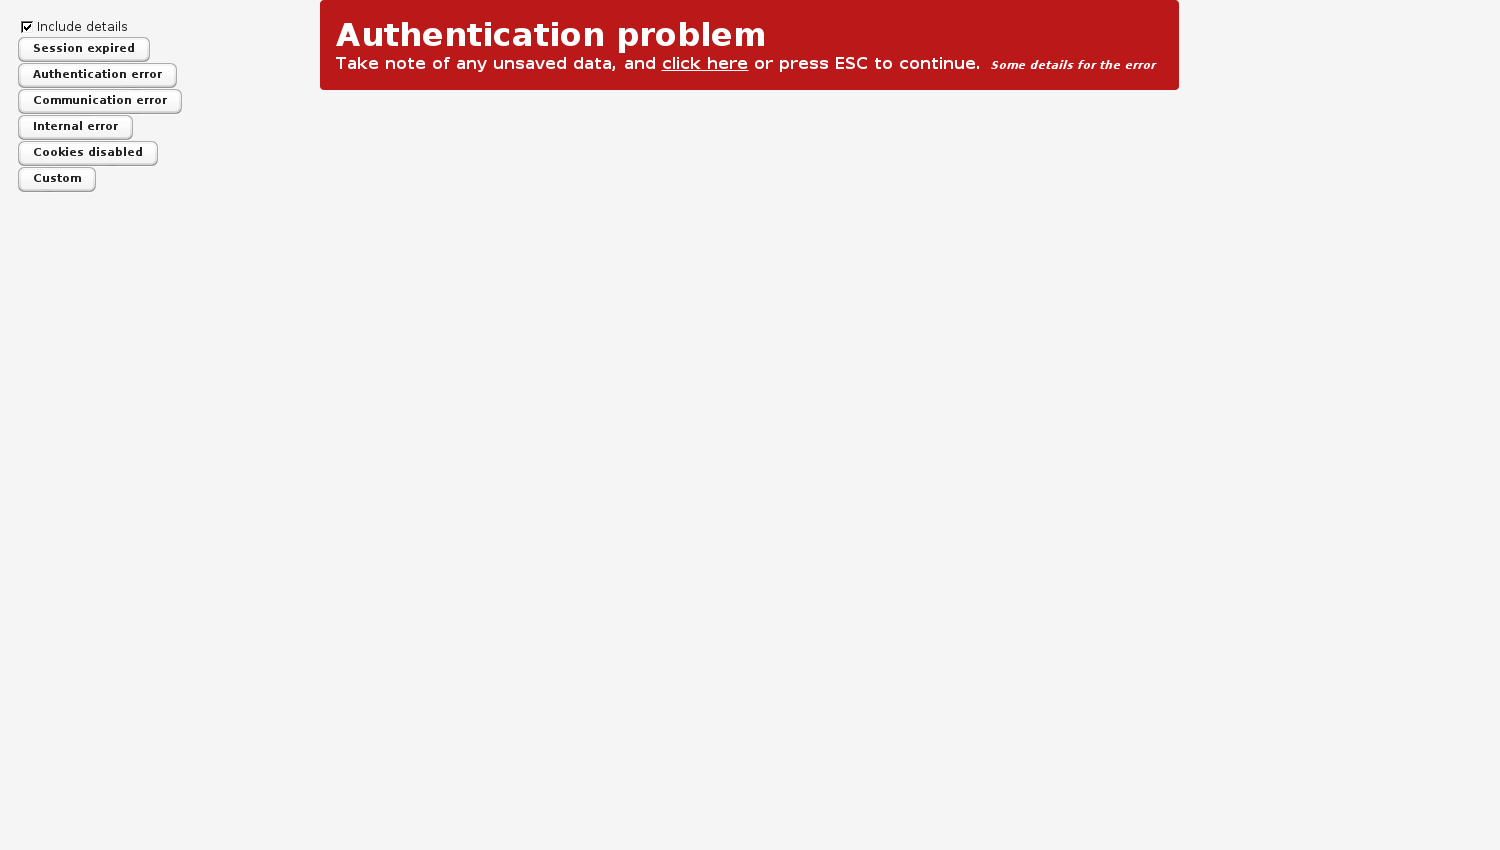 Include details
Session expired
Authentication error
Communication error
Internal error
Cookies disabled
Custom
Authentication problem
Take note of any unsaved data, and click here or press ESC to continue. Some details for the error